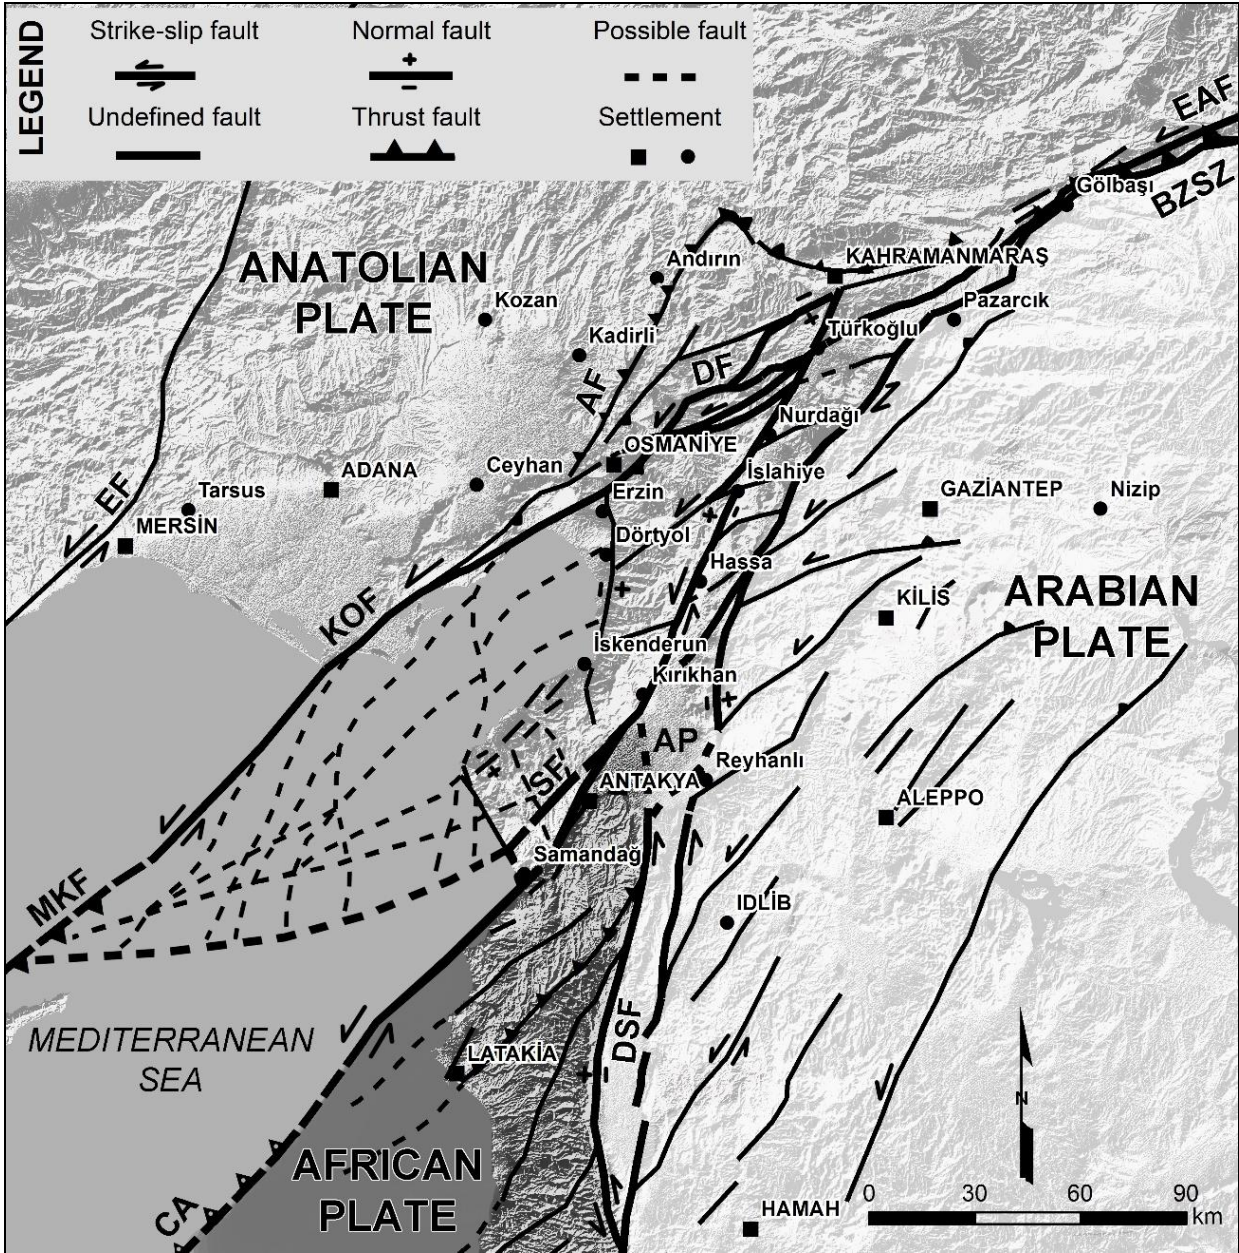 LEGEND
Strike-slip fault
Normal fault
Possible fault
+
-
Undefined fault
Thrust fault
Settlement
EAF
BZSZ
Gölbaşı
ANATOLIAN
PLATE
Andırın
KAHRAMANMARAŞ
Kozan
Pazarcık
Kadirli
Türkoğlu
+
DF
AF
Nurdağı
OSMANİYE
ADANA
Ceyhan
İslahiye
EF
Tarsus
Erzin
GAZİANTEP
Nizip
MERSİN
+
Dörtyol
Hassa
+
KİLİS
ARABIAN
PLATE
KOF
İskenderun
Kırıkhan
+
AP
Reyhanlı
+
SF
ANTAKYA
ALEPPO
Samandağ
MKF
IDLİB
MEDITERRANEAN
SEA
DSF
LATAKİA
+
-
N
AFRICAN
PLATE
CA
HAMAH
0 30 60 90
km